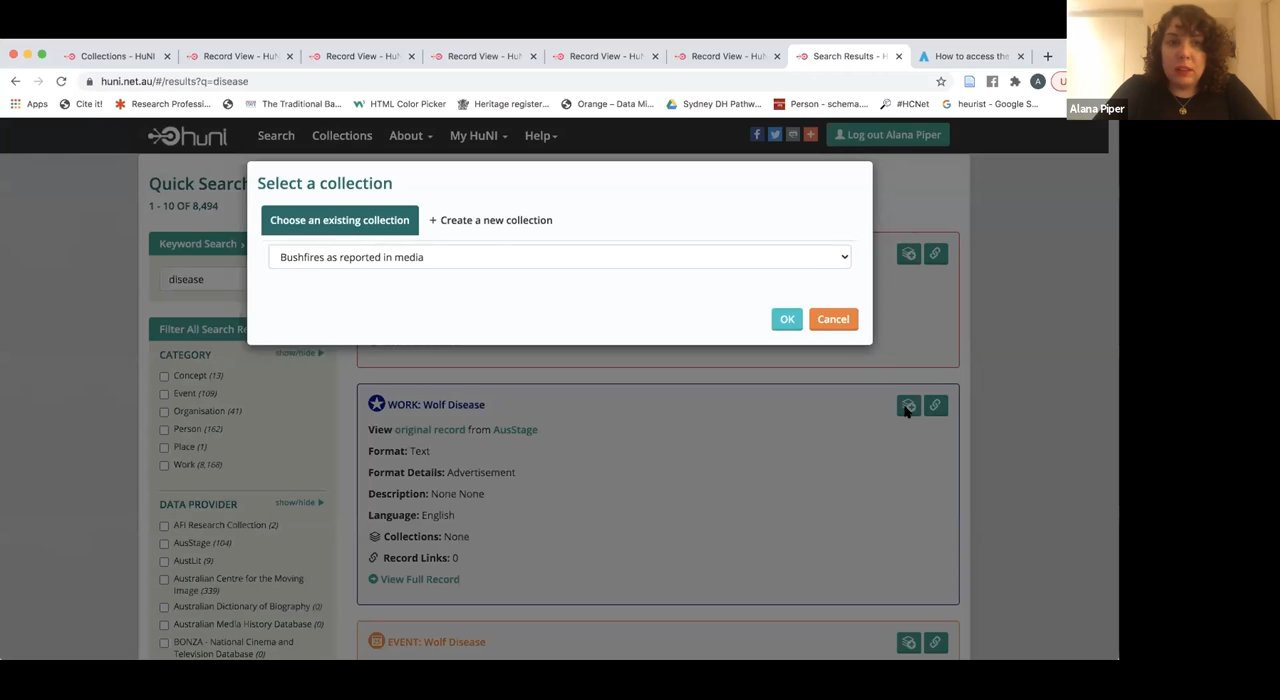 Collections - HuNI
Record View - HuN
Record View - HuN
Record View - HuN
Record View - HuN
Record View - HuN
Search Results - H
How to access the
huni.net.au/#/results?q=disease
A
Apps
Cite it!
Research Professi...
The Traditional Ba...
HTML Color Picker
Heritage register...
Orange – Data Mi...
Sydney DH Pathw...
Person - schema....
#HCNet
heurist - Google S...
Alana Piper
huni
Search
Collections
About
My HuNI
Help
Log out Alana Piper
Quick Search
1 - 10 OF 8,494
Select a collection
Choose an existing collection
+ Create a new collection
Bushfires as reported in media
OK
Cancel
Keyword Search
disease
Filter All Search Re
CATEGORY
show/hide
Concept (13)
Event (109)
Organisation (41)
Person (162)
Place (1)
Work (8,168)
DATA PROVIDER
show/hide
AFI Research Collection (2)
AusStage (104)
AustLit (9)
Australian Centre for the Moving
Image (339)
Australian Dictionary of Biography (0)
Australian Media History Database (0)
BONZA - National Cinema and
Television Database (0)
WORK: Wolf Disease
View original record from AusStage
Format: Text
Format Details: Advertisement
Description: None None
Language: English
Collections: None
Record Links: 0
View Full Record
EVENT: Wolf Disease